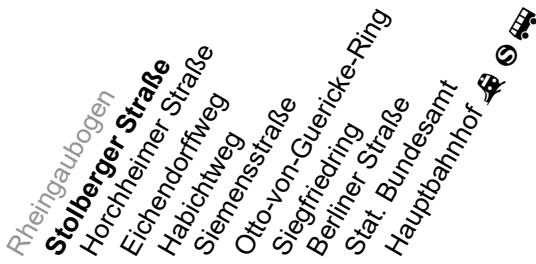 Rheingaubogen
Stolberger Straße
Horchheimer Straße
Eichendorffweg
Habichtweg
Siemensstraße
Otto-von-Guericke-Ring
Siegfriedring
Berliner Straße
Stat. Bundesamt
Hauptbahnhof S